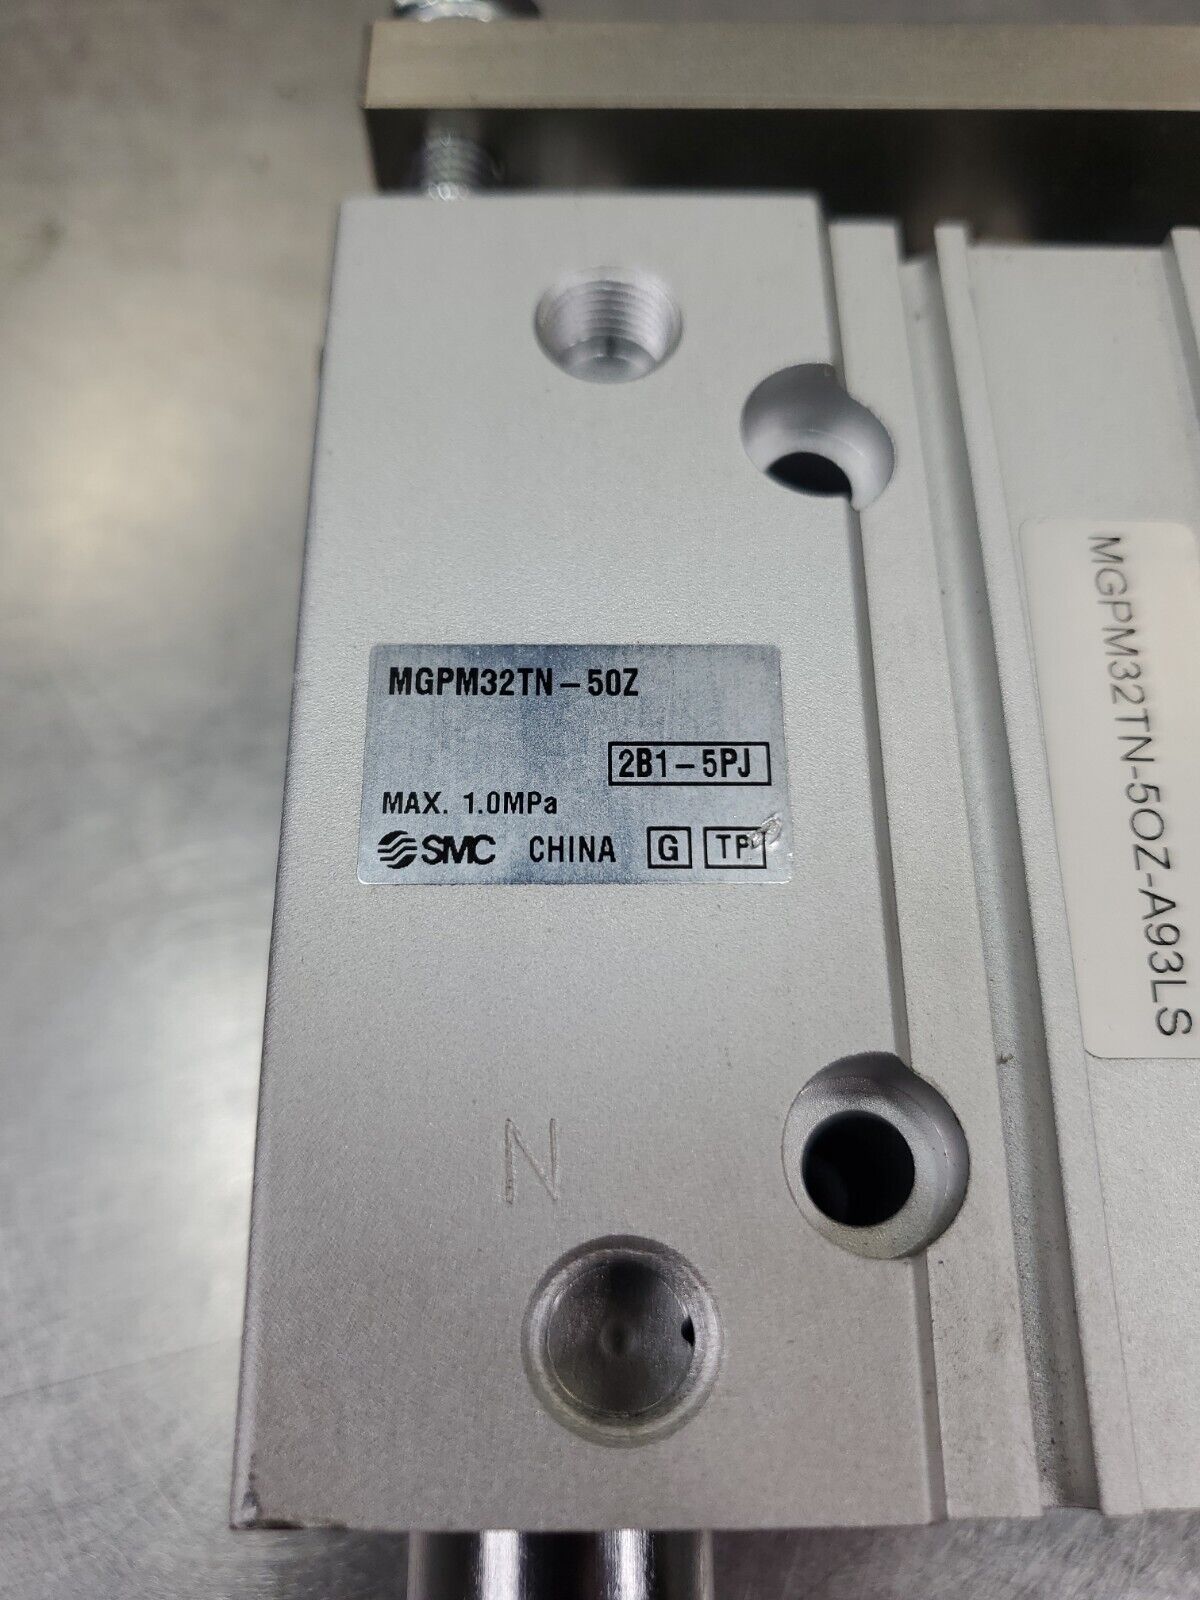 MGPM32TN-50Z
2B1-5PJ
MAX. 1.0MPa
SMC CHINA G TP
N
MGPM32TN-50Z-A93LS